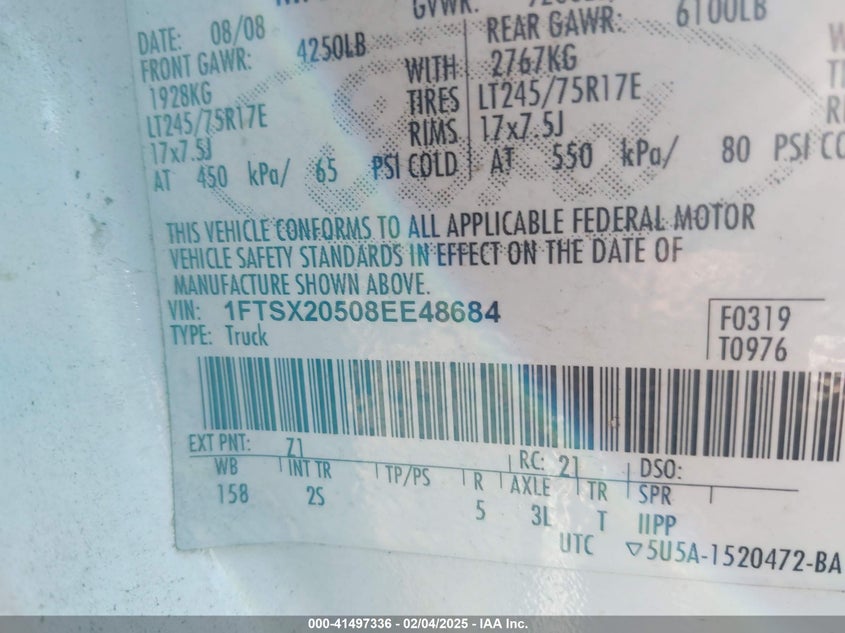 GVWR:
DATE: 08/08
FRONT GAWR: 4250LB
1928KG
LT245/75R17E
17x7.5J
AT 450 kPa/ 65 PSI COLD
WITH
TIRES
RIMS
REAR GAWR: 6100LB
2767KG
LT245/75R17E
17x7.5J
AT 550 kPa/ 80 PSI CO
THIS VEHICLE CONFORMS TO ALL APPLICABLE FEDERAL MOTOR
VEHICLE SAFETY STANDARDS IN EFFECT ON THE DATE OF
MANUFACTURE SHOWN ABOVE.
VIN: 1FTSX20508EE48684
TYPE: Truck
F0319
T0976
EXT PNT: Z1 RC: 21 DSO:
WB INT TR TP/PS R AXLE TR SPR
158 2S 5 3L T IIPP
UTC ▽5U5A-1520472-BA
000-41497336 — 02/04/2025 — © IAA Inc.